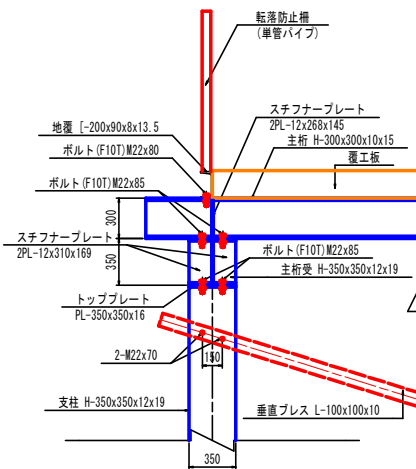 転落防止柵
(単管パイプ)
スチフナープレート
2PL-12x268x145
地覆 [-200x90x8x13.5
主桁 H-300x300x10x15
ボルト(F10T)M22x80
覆工板
ボルト(F10T)M22x85
300
スチフナープレート
2PL-12x310x169
ボルト(F10T)M22x85
350
主桁受 H-350x350x12x19
トッププレート
PL-350x350x16
2-M22x70
150
支柱 H-350x350x12x19
垂直ブレス L-100x100x10
350